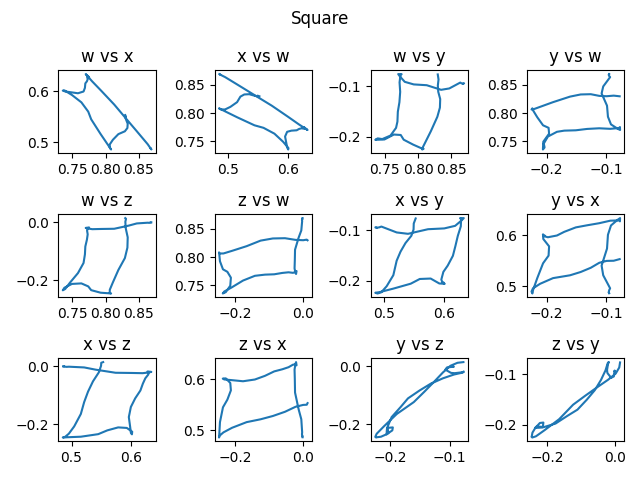 Square
w vs x
x vs w
w vs y
y vs w
0.6
0.5
0.75 0.80 0.85
0.85
0.80
0.75
0.5 0.6
−0.1
−0.2
0.75 0.80 0.85
0.85
0.80
0.75
−0.2 −0.1
w vs z
z vs w
x vs y
y vs x
0.0
−0.2
0.75 0.80 0.85
0.85
0.80
0.75
−0.2 0.0
−0.1
−0.2
0.5 0.6
0.6
0.5
−0.2 −0.1
x vs z
z vs x
y vs z
z vs y
0.0
−0.2
0.5 0.6
0.6
0.5
−0.2 0.0
0.0
−0.2
−0.2 −0.1
−0.1
−0.2
−0.2 0.0